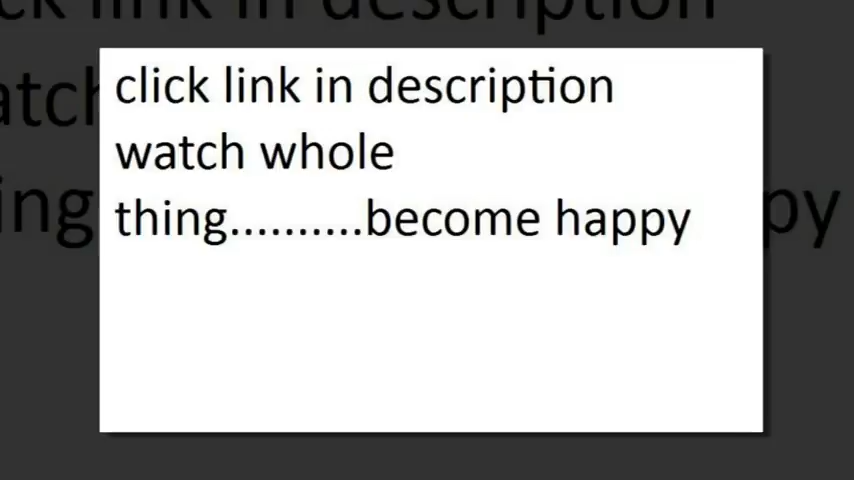 click link in description
watch whole
thing..........become happy